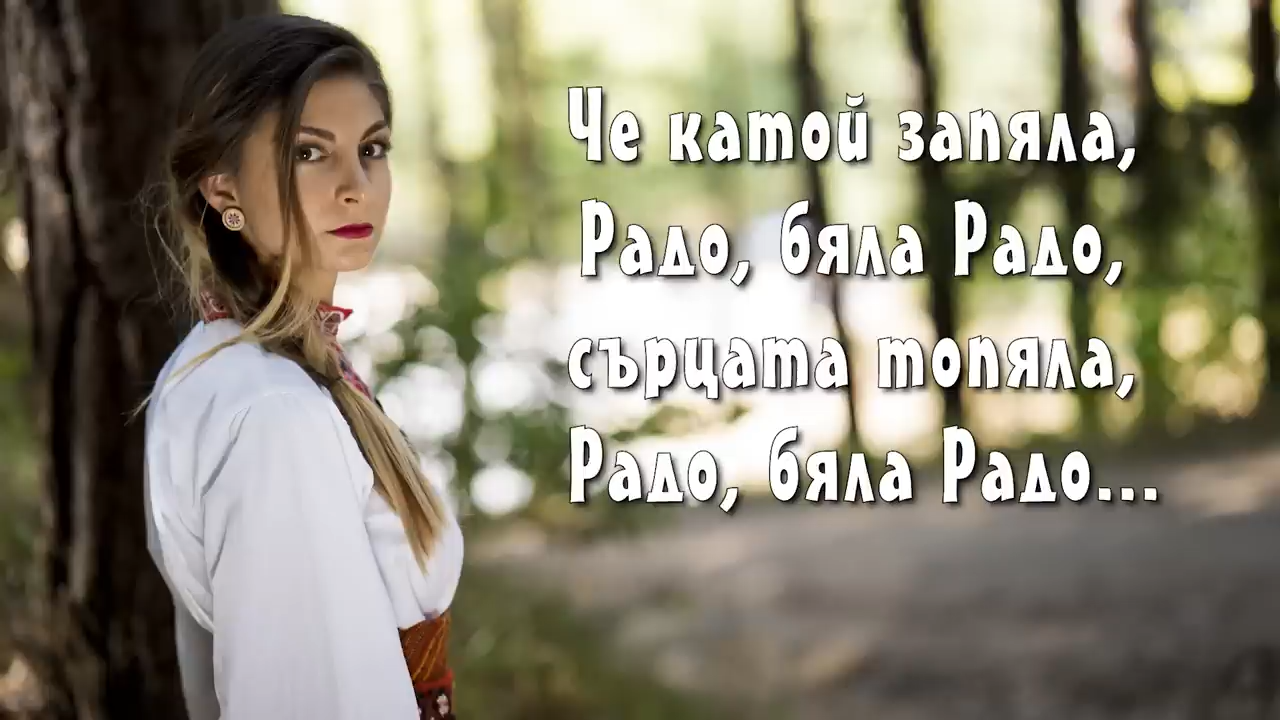 Че катой запяла,
Радо, бяла Радо,
сърцата топяла,
Радо, бяла Радо...